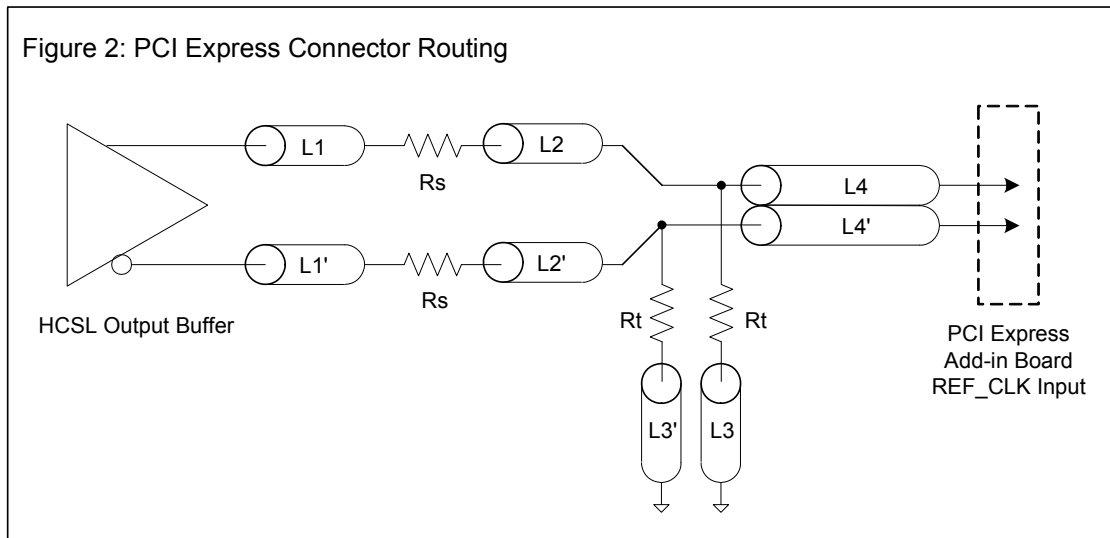 Figure 2: PCI Express Connector Routing
L1
Rs
L2
L4
L4'
L1'
Rs
L2'
HCSL Output Buffer
Rt
Rt
L3'
L3
PCI Express
Add-in Board
REF_CLK Input